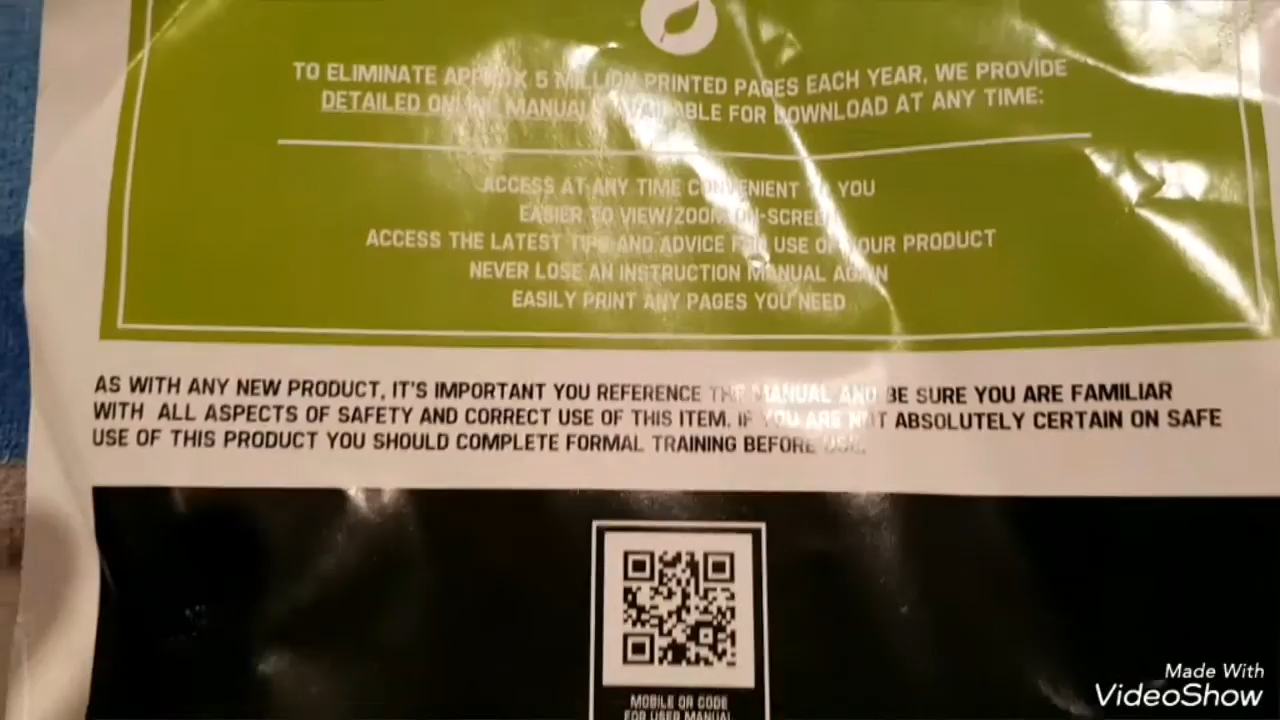 TO ELIMINATE APPROX 5 MILLION PRINTED PAGES EACH YEAR, WE PROVIDE
DETAILED ONLINE MANUALS AVAILABLE FOR DOWNLOAD AT ANY TIME:
ACCESS AT ANY TIME CONVENIENT TO YOU
EASIER TO VIEW/ZOOM ON-SCREEN
ACCESS THE LATEST TIPS AND ADVICE FOR USE OF YOUR PRODUCT
NEVER LOSE AN INSTRUCTION MANUAL AGAIN
EASILY PRINT ANY PAGES YOU NEED
AS WITH ANY NEW PRODUCT, IT'S IMPORTANT YOU REFERENCE THE MANUAL AND BE SURE YOU ARE FAMILIAR
WITH ALL ASPECTS OF SAFETY AND CORRECT USE OF THIS ITEM. IF YOU ARE NOT ABSOLUTELY CERTAIN ON SAFE
USE OF THIS PRODUCT YOU SHOULD COMPLETE FORMAL TRAINING BEFORE USE.
MOBILE QR CODE
FOR USER MANUAL
Made With
VideoShow